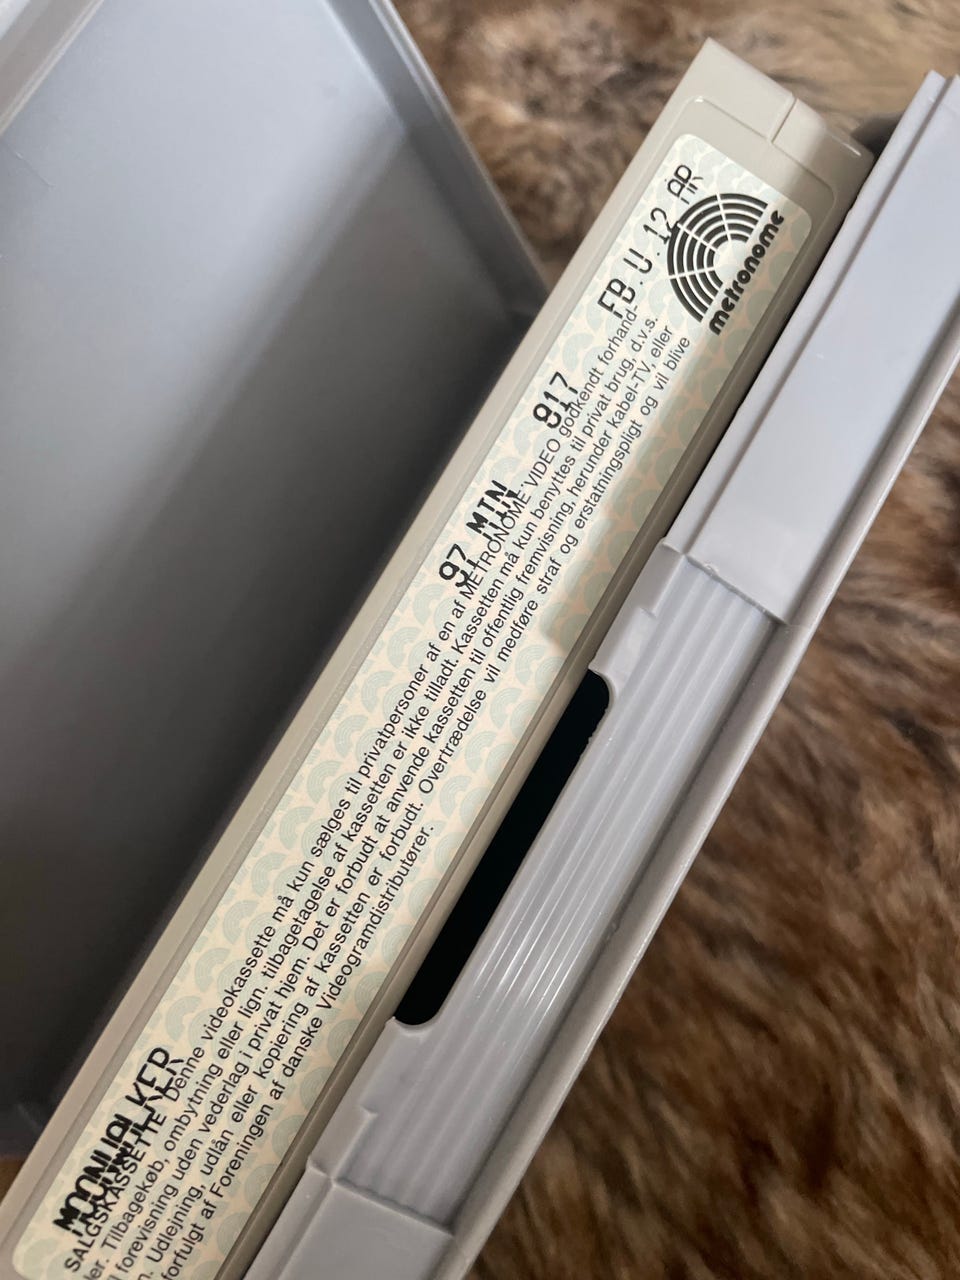 MOONWALKER 97 MIN 817 FB.U.12 ÅR
SALGSKASSETTE Denne videokassette må kun sælges til privatpersoner af en af METRONOME VIDEO godkendt forhand-
ler. Tilbagekøb, ombytning eller lign. tilbagetagelse af kassetten er ikke tilladt. Kassetten må kun benyttes til privat brug, d.v.s.
forevisning uden vederlag i privat hjem. Det er forbudt at anvende kassetten til offentlig fremvisning, herunder kabel-TV, eller
n. Udlejning, udlån eller kopiering af kassetten er forbudt. Overtrædelse vil medføre straf og erstatningspligt og vil blive
forfulgt af Foreningen af danske Videogramdistributører.
metronome